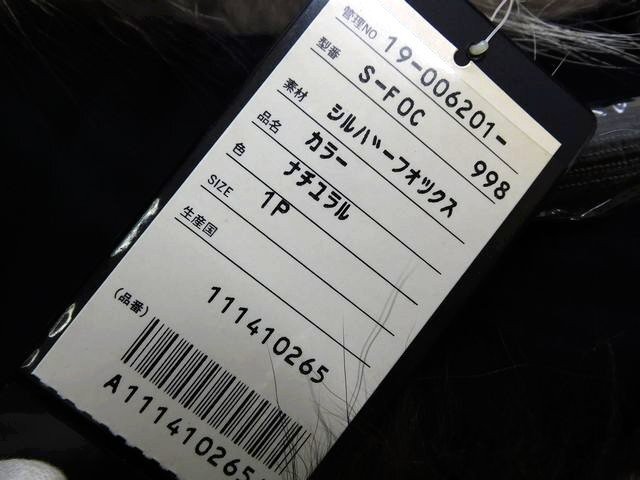 管理NO 19-006201-998
型番 S-FOC
素材 シルバーフオツクス
品名 カラー
色 ナチュラル
SIZE 1P
生産国
(品番) 111410265
A111410265